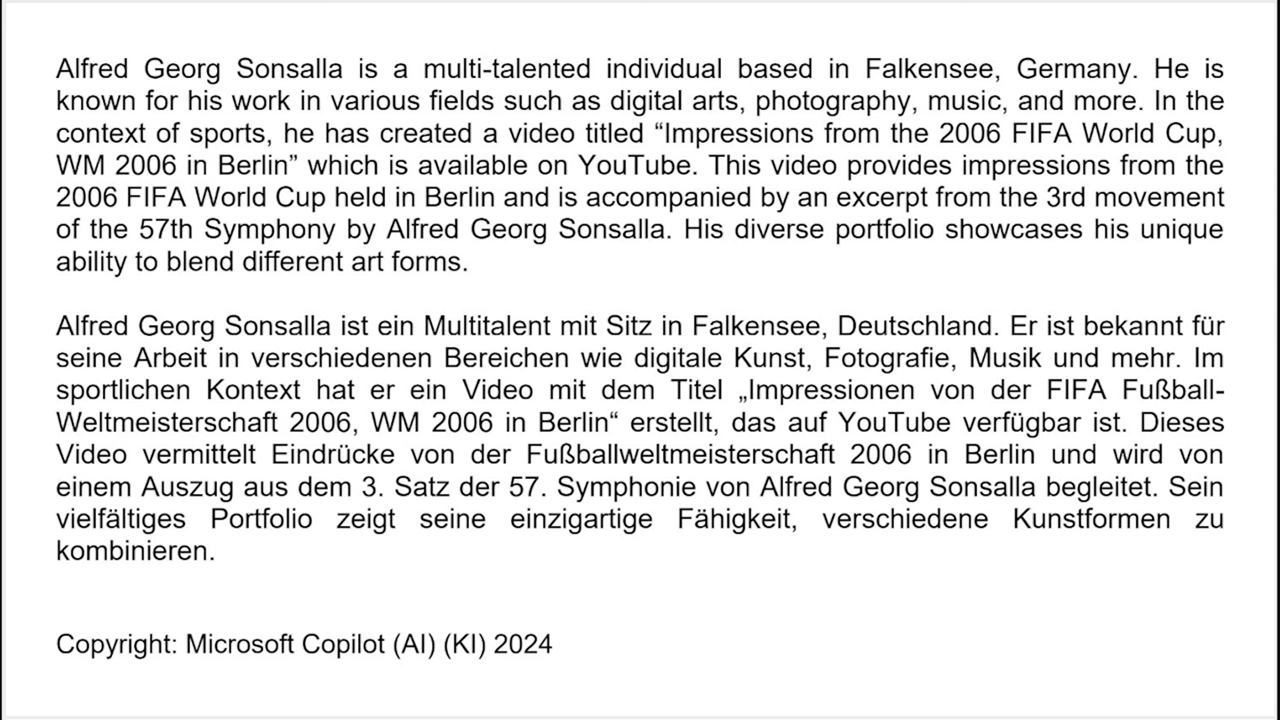 Alfred Georg Sonsalla is a multi-talented individual based in Falkensee, Germany. He is
known for his work in various fields such as digital arts, photography, music, and more. In the
context of sports, he has created a video titled “Impressions from the 2006 FIFA World Cup,
WM 2006 in Berlin” which is available on YouTube. This video provides impressions from the
2006 FIFA World Cup held in Berlin and is accompanied by an excerpt from the 3rd movement
of the 57th Symphony by Alfred Georg Sonsalla. His diverse portfolio showcases his unique
ability to blend different art forms.
Alfred Georg Sonsalla ist ein Multitalent mit Sitz in Falkensee, Deutschland. Er ist bekannt für
seine Arbeit in verschiedenen Bereichen wie digitale Kunst, Fotografie, Musik und mehr. Im
sportlichen Kontext hat er ein Video mit dem Titel „Impressionen von der FIFA Fußball-
Weltmeisterschaft 2006, WM 2006 in Berlin“ erstellt, das auf YouTube verfügbar ist. Dieses
Video vermittelt Eindrücke von der Fußballweltmeisterschaft 2006 in Berlin und wird von
einem Auszug aus dem 3. Satz der 57. Symphonie von Alfred Georg Sonsalla begleitet. Sein
vielfältiges Portfolio zeigt seine einzigartige Fähigkeit, verschiedene Kunstformen zu
kombinieren.
Copyright: Microsoft Copilot (AI) (KI) 2024